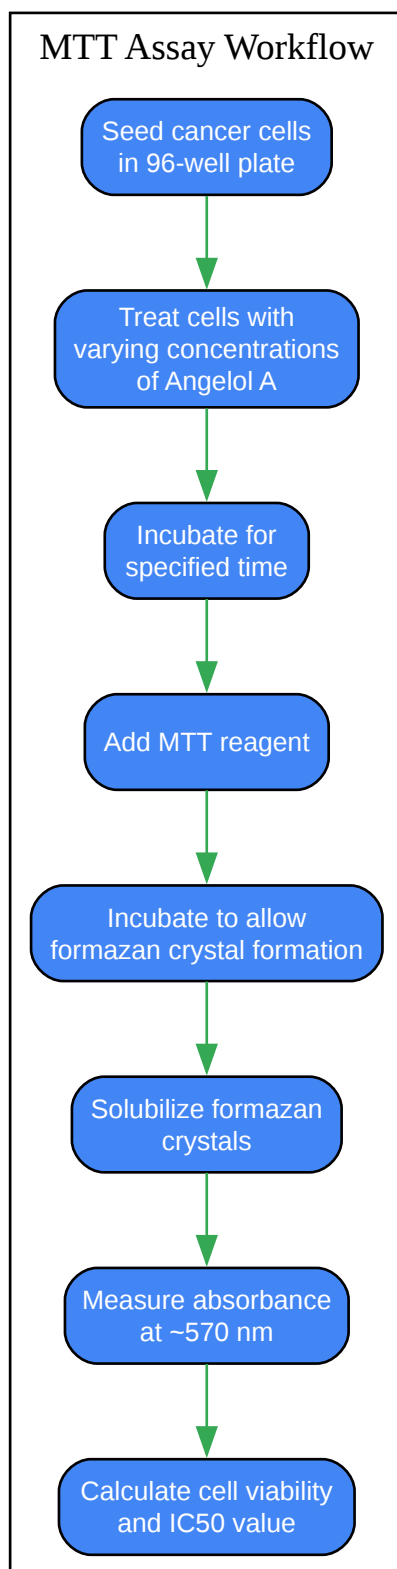 MTT Assay Workflow
Seed cancer cells
in 96-well plate
Treat cells with
varying concentrations
of Angelol A
Incubate for
specified time
Add MTT reagent
Incubate to allow
formazan crystal formation
Solubilize formazan
crystals
Measure absorbance
at ~570 nm
Calculate cell viability
and IC50 value